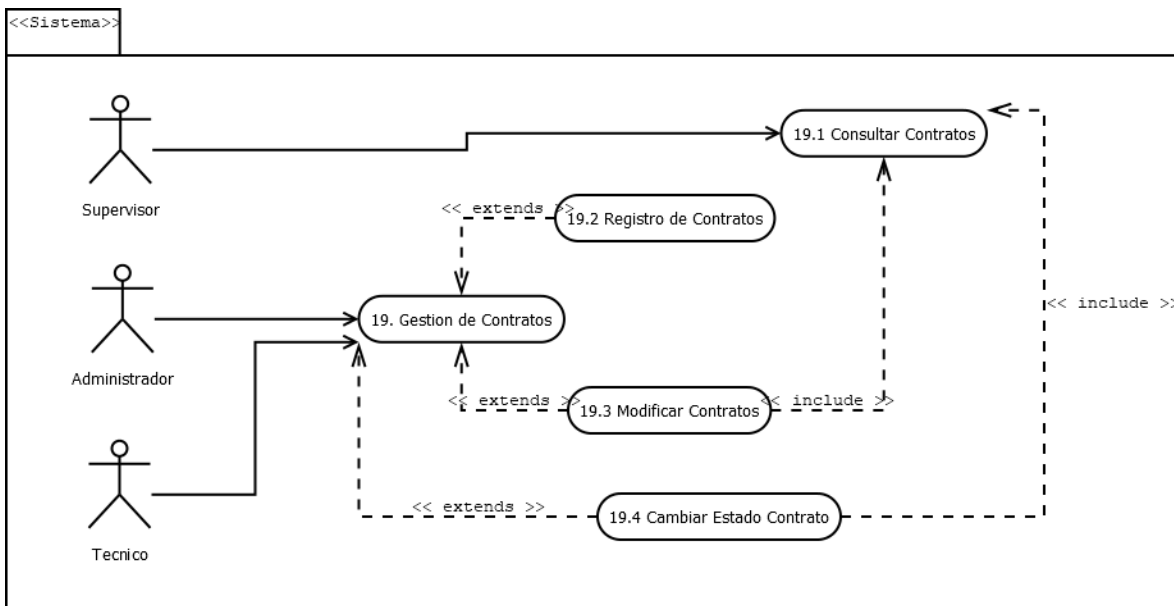 <<Sistema>>
19.1 Consultar Contratos
Supervisor
<< extends >>
19.2 Registro de Contratos
<< include >>
19. Gestion de Contratos
Administrador
<< extends >>
19.3 Modificar Contratos
<< include >>
<< extends >>
19.4 Cambiar Estado Contrato
Tecnico